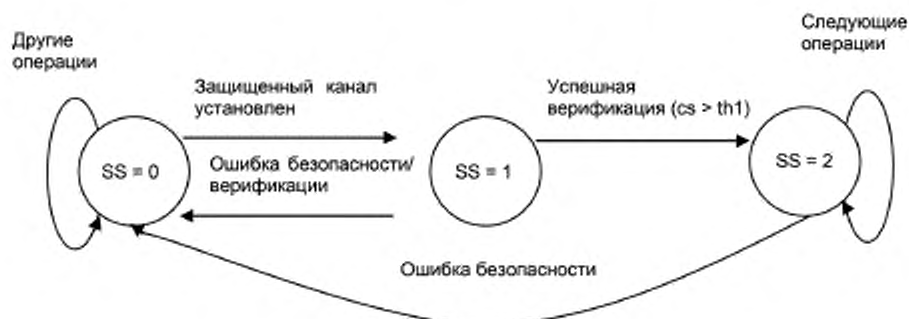 Другие
операции
Следующие
операции
Защищенный канал
установлен
Успешная
верификация (cs > th1)
SS = 0
Ошибка безопасности/
верификации
SS = 1
SS = 2
Ошибка безопасности